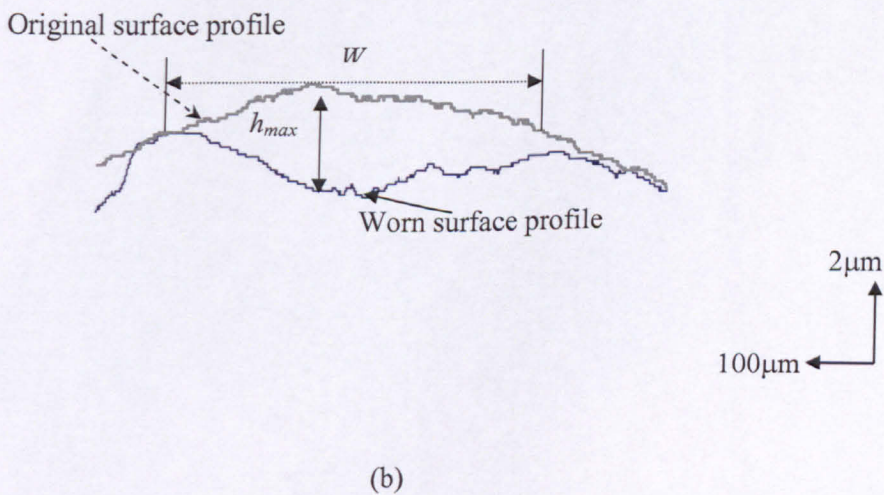 Original surface profile
W
h_max
Worn surface profile
2μm
100μm
(b)